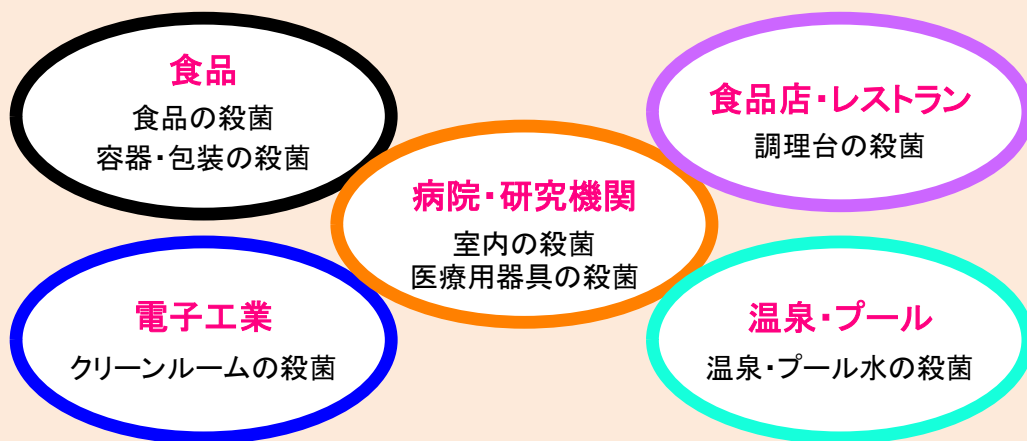 食品
食品の殺菌
容器・包装の殺菌
食品店・レストラン
調理台の殺菌
病院・研究機関
室内の殺菌
医療用器具の殺菌
電子工業
クリーンルームの殺菌
温泉・プール
温泉・プール水の殺菌